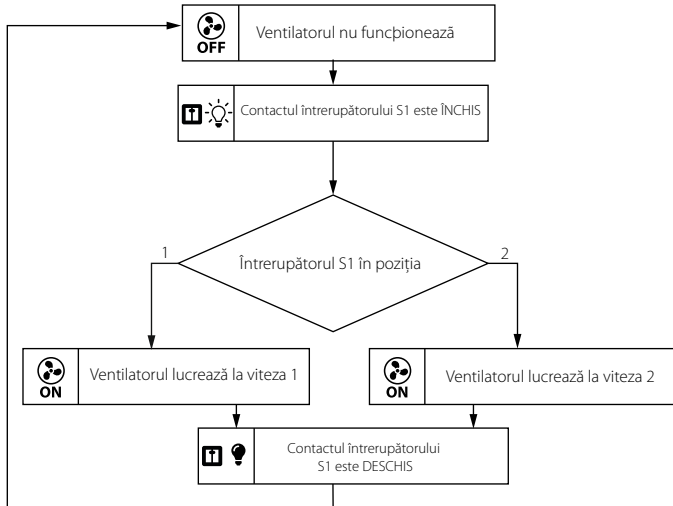 OFF
Ventilatorul nu funcþionează
Contactul întrerupătorului S1 este ÎNCHIS
1
Întrerupătorul S1 în poziția
2
ON
Ventilatorul lucrează la viteza 1
ON
Ventilatorul lucrează la viteza 2
Contactul întrerupătorului
S1 este DESCHIS